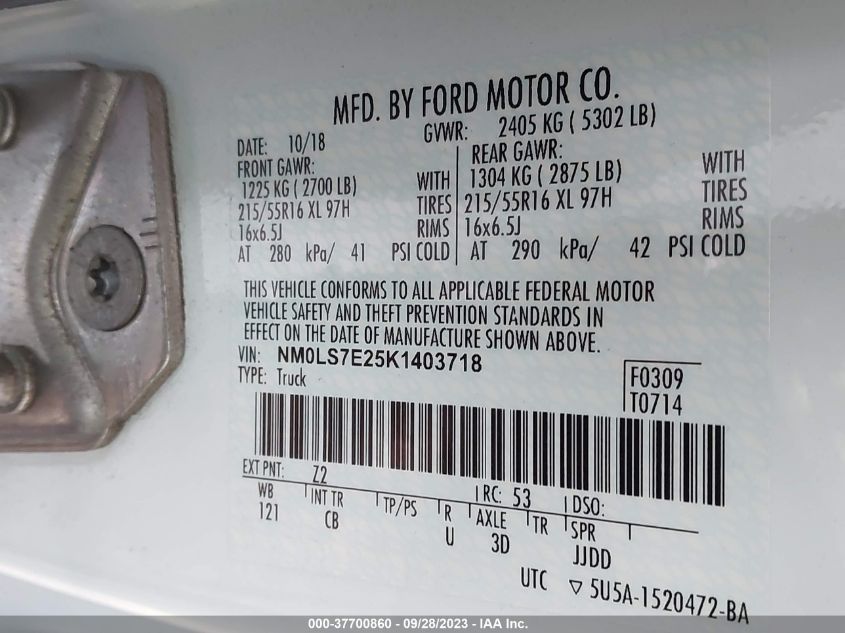 MFD. BY FORD MOTOR CO.
DATE: 10/18 GVWR: 2405 KG ( 5302 LB)
FRONT GAWR: REAR GAWR:
1225 KG ( 2700 LB) WITH 1304 KG ( 2875 LB) WITH
215/55R16 XL 97H TIRES 215/55R16 XL 97H TIRES
16x6.5J RIMS 16x6.5J RIMS
AT 280 kPa/ 41 PSI COLD AT 290 kPa/ 42 PSI COLD
THIS VEHICLE CONFORMS TO ALL APPLICABLE FEDERAL MOTOR
VEHICLE SAFETY AND THEFT PREVENTION STANDARDS IN
EFFECT ON THE DATE OF MANUFACTURE SHOWN ABOVE.
VIN: NM0LS7E25K1403718
TYPE: Truck
F0309
T0714
EXT PNT: Z2 RC: 53 DSO:
WB INT TR TP/PS R AXLE TR SPR
121 CB U 3D JJDD
UTC ▽ 5U5A-1520472-BA
000-37700860 - 09/28/2023 - IAA Inc.